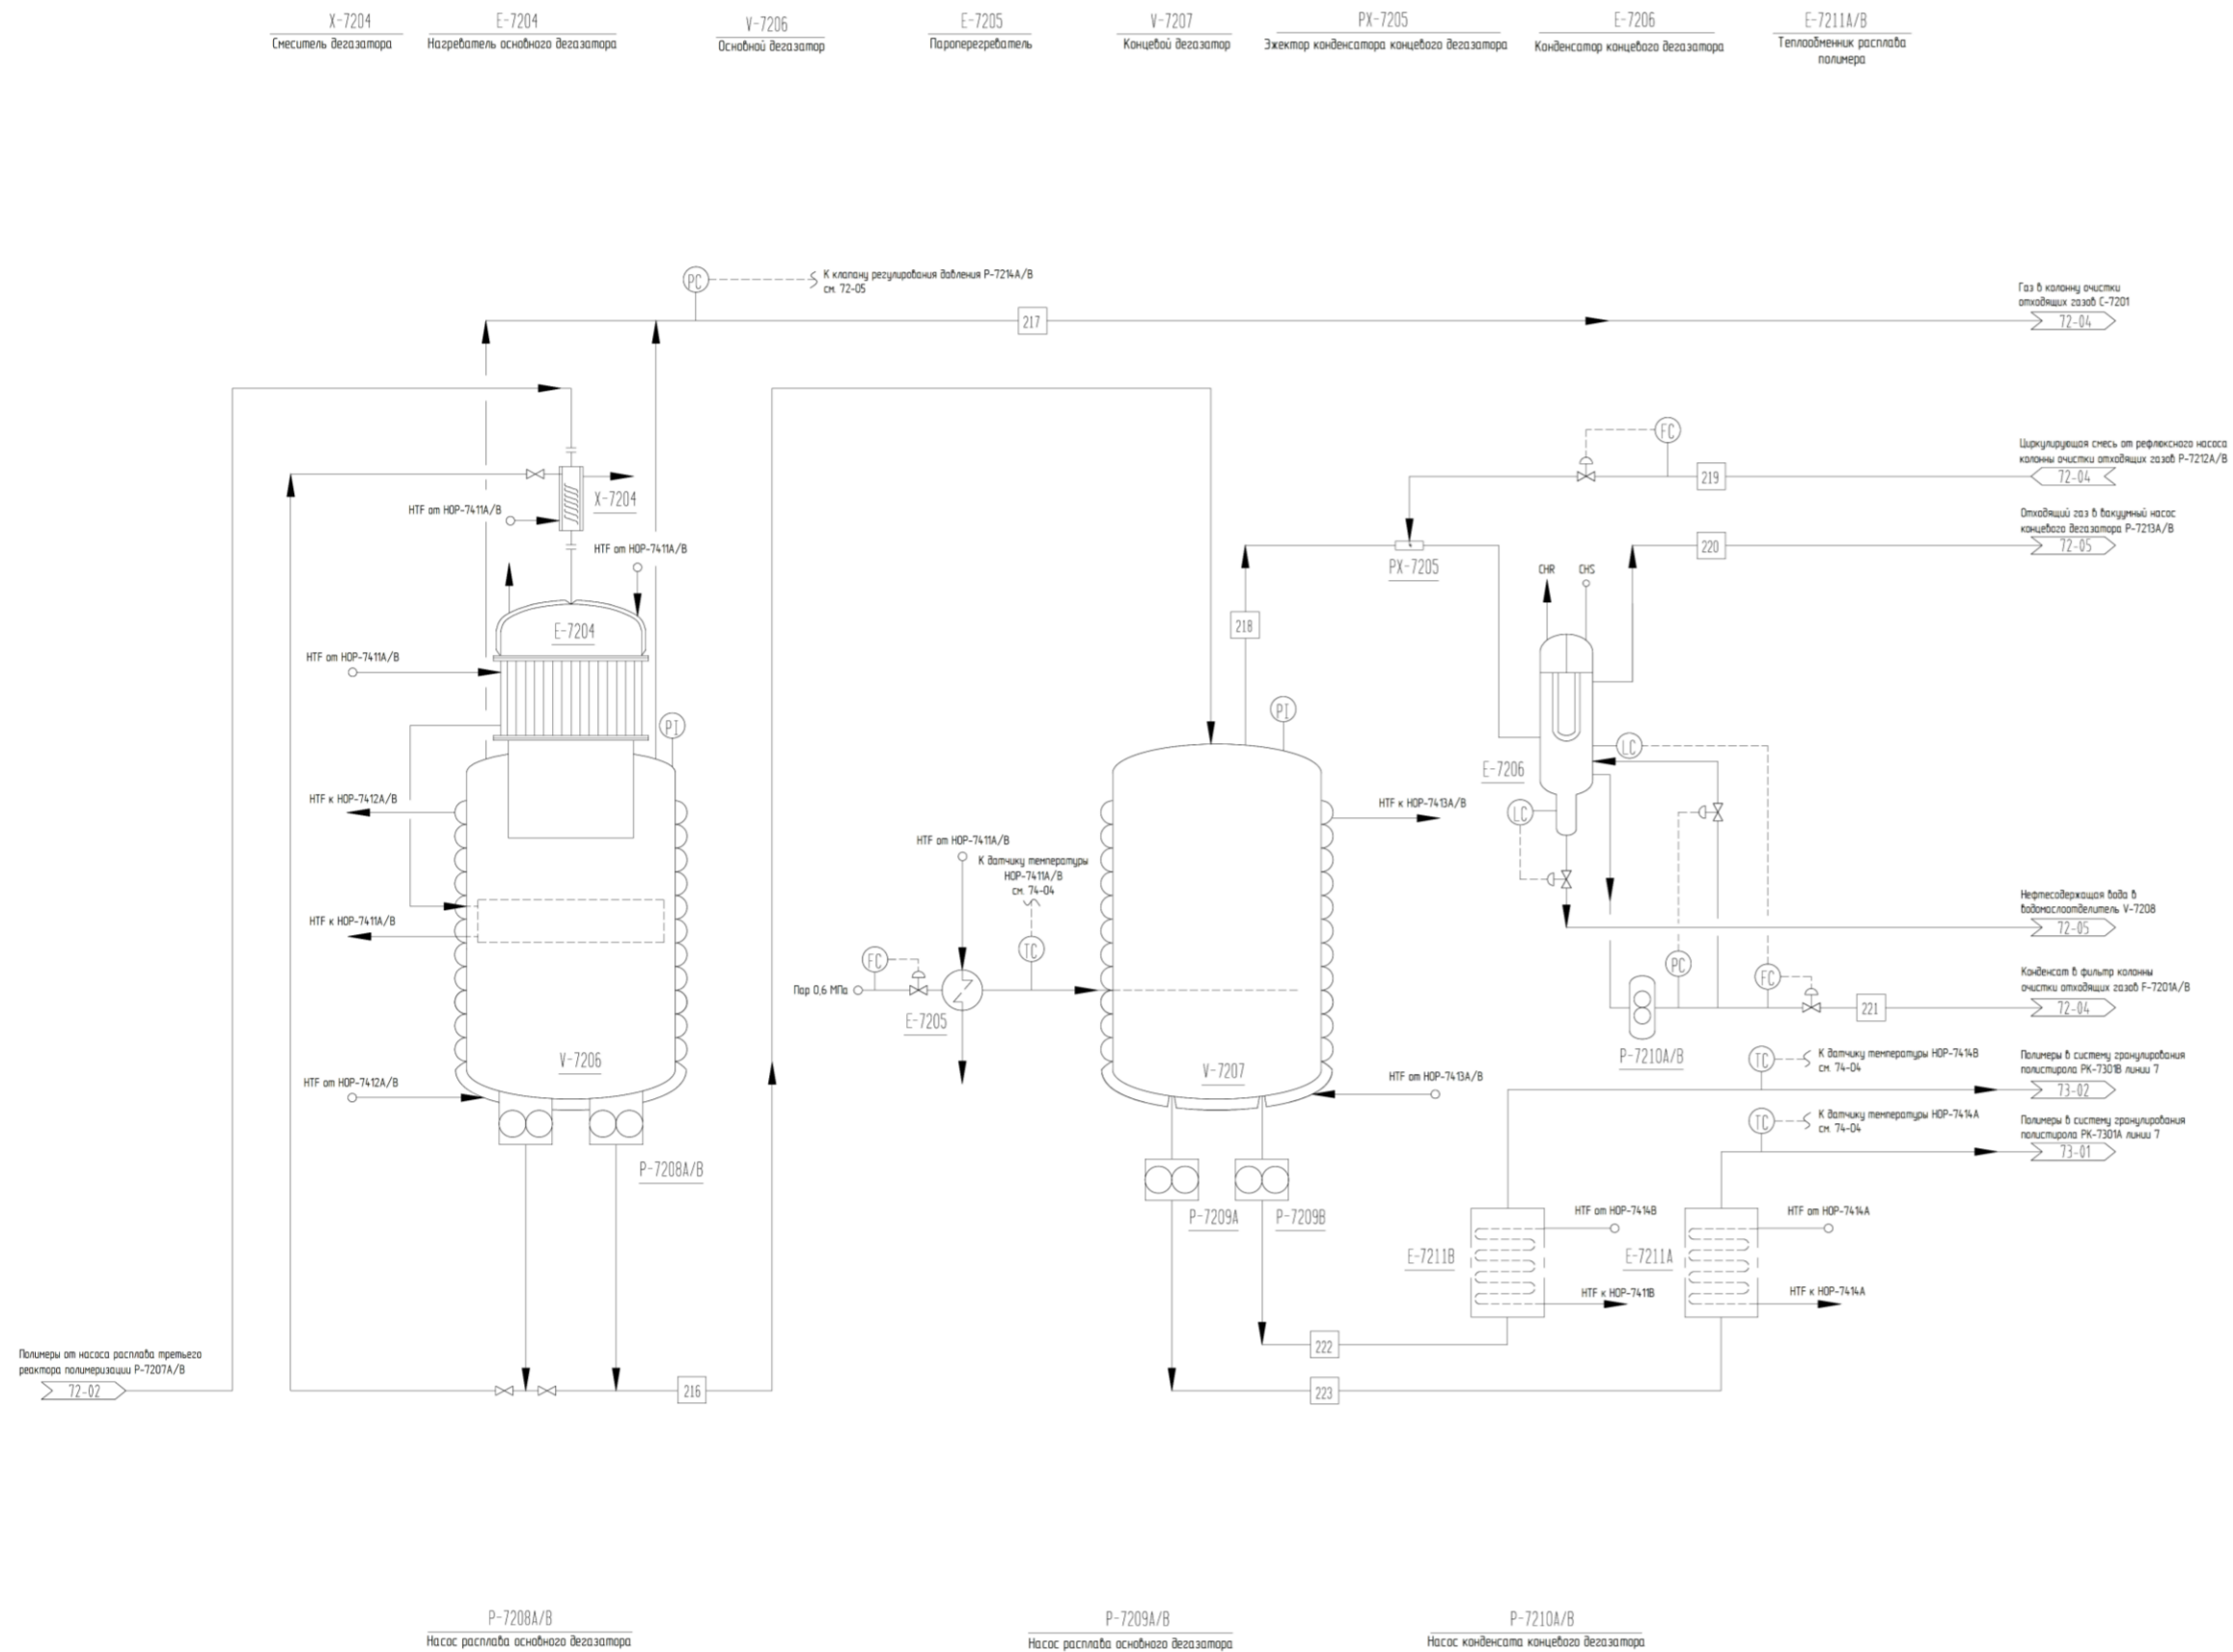 X-7204
Смеситель дегазатора
E-7204
Нагреватель основного дегазатора
V-7206
Основной дегазатор
E-7205
Пароперегреватель
V-7207
Концевой дегазатор
PX-7205
Эжектор конденсатора концевого дегазатора
E-7206
Конденсатор концевого дегазатора
E-7211A/B
Теплообменник расплава
полимера
PC
К клапану регулирования давления P-7214A/B
см. 72-05
217
Газ в колонну очистки
отходящих газов C-7201
72-04
FC
219
Циркулирующая смесь от рефлюксного насоса
колонны очистки отходящих газов P-7212A/B
72-04
X-7204
HTF от HOP-7411A/B
HTF от HOP-7411A/B
PX-7205
220
Отходящий газ в вакуумный насос
концевого дегазатора P-7213A/B
72-05
CHR
CHS
218
E-7204
HTF от HOP-7411A/B
PI
PI
LC
E-7206
LC
HTF к HOP-7412A/B
HTF к HOP-7413A/B
HTF от HOP-7411A/B
К датчику температуры
HOP-7411A/B
см. 74-04
HTF к HOP-7411A/B
Нефтесодержащая вода в
водомаслоотделитель V-7208
72-05
FC
TC
PC
FC
Пар 0,6 МПа
E-7205
221
Конденсат в фильтр колонны
очистки отходящих газов F-7201A/B
72-04
P-7210A/B
V-7206
V-7207
HTF от HOP-7412A/B
HTF от HOP-7413A/B
TC
К датчику температуры HOP-7414B
см. 74-04
Полимеры в систему гранулирования
полистирола PK-7301B линии 7
73-02
TC
К датчику температуры HOP-7414A
см. 74-04
Полимеры в систему гранулирования
полистирола PK-7301A линии 7
73-01
P-7208A/B
P-7209A
P-7209B
HTF от HOP-7414B
HTF от HOP-7414A
E-7211B
E-7211A
HTF к HOP-7411B
HTF к HOP-7414A
222
Полимеры от насоса расплава третьего
реактора полимеризации P-7207A/B
72-02
216
223
P-7208A/B
Насос расплава основного дегазатора
P-7209A/B
Насос расплава основного дегазатора
P-7210A/B
Насос конденсата концевого дегазатора